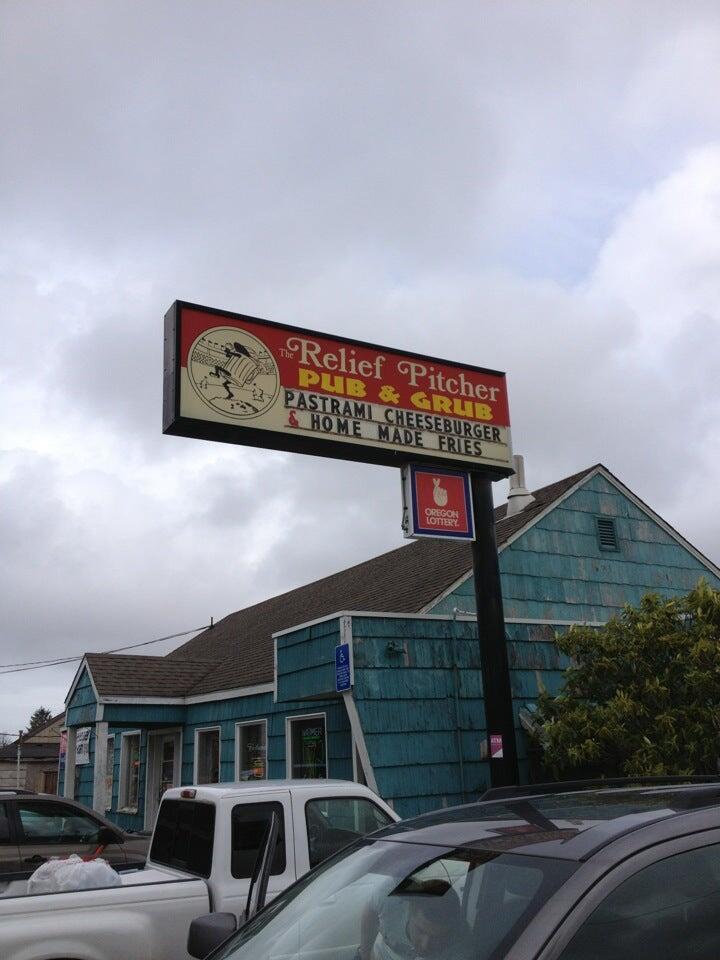 The Relief Pitcher
PUB & GRUB
PASTRAMI CHEESEBURGER
& HOME MADE FRIES
OREGON
LOTTERY